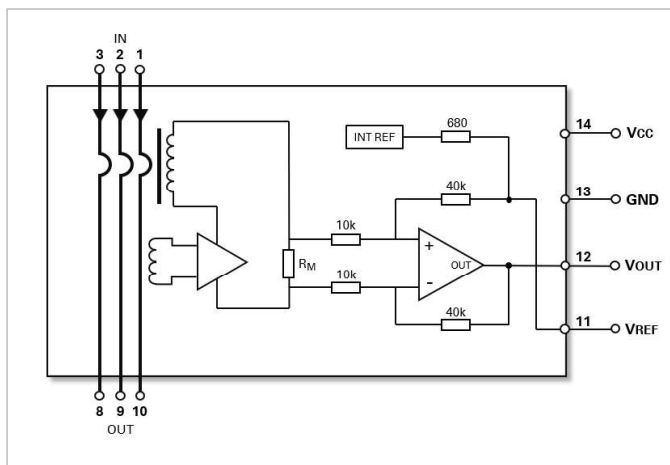 IN
3 2 1
INT REF
680
14 VCC
40k
13 GND
10k
+
OUT
12 VOUT
RM
10k
-
40k
11 VREF
8 9 10
OUT